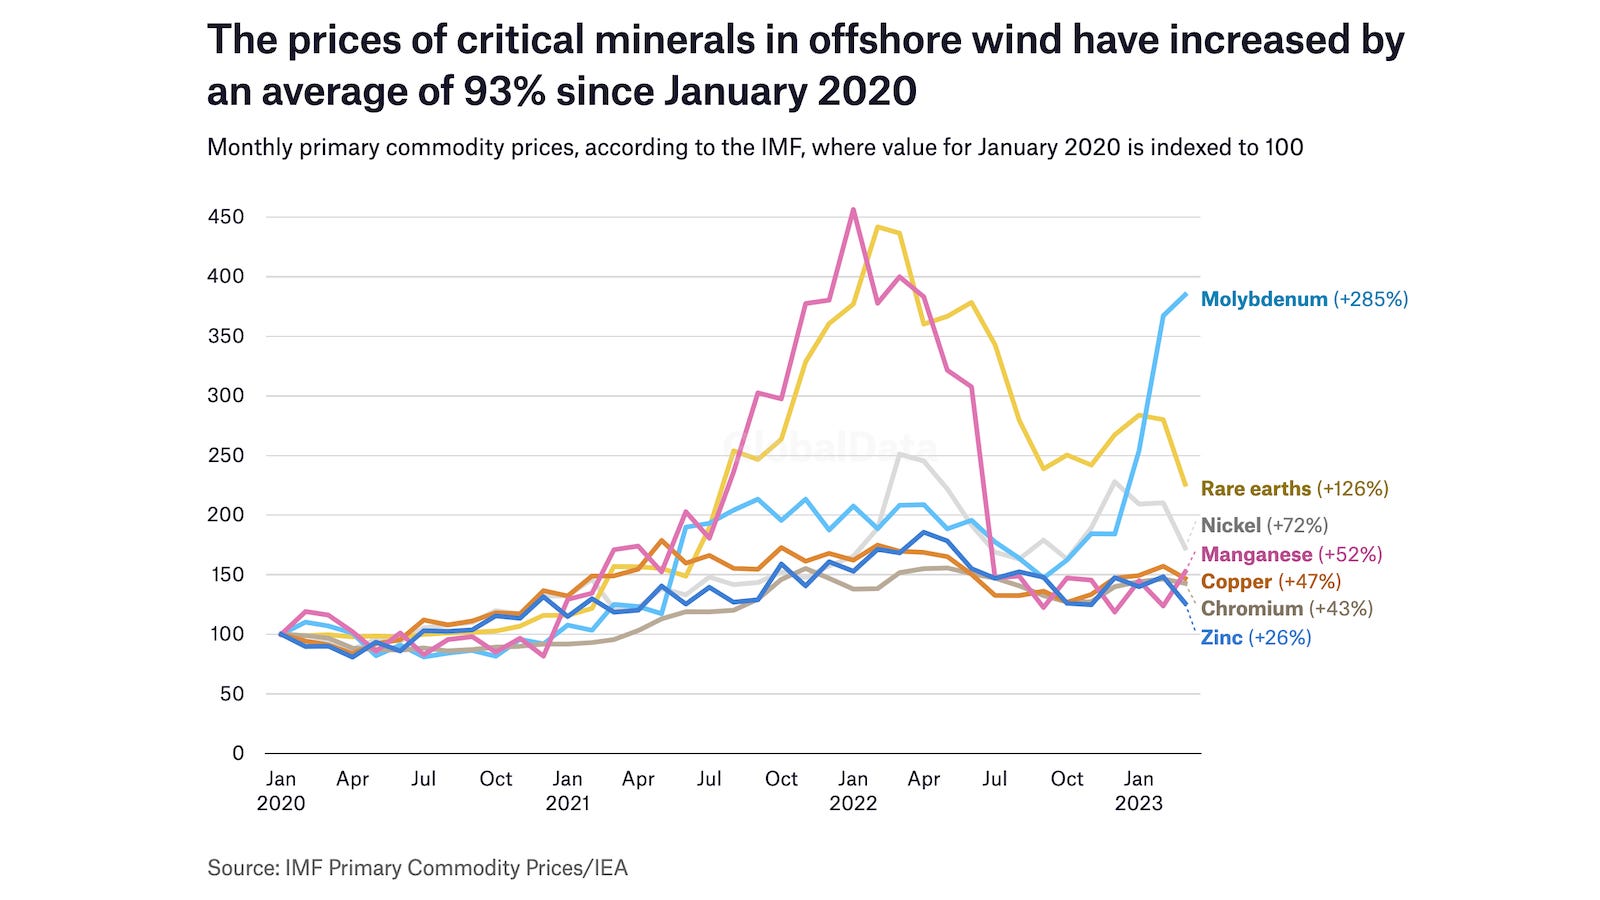 The prices of critical minerals in offshore wind have increased by
an average of 93% since January 2020
Monthly primary commodity prices, according to the IMF, where value for January 2020 is indexed to 100
450
400
350
300
250
200
150
100
50
0
GlobalData
Molybdenum (+285%)
Rare earths (+126%)
Nickel (+72%)
Manganese (+52%)
Copper (+47%)
Chromium (+43%)
Zinc (+26%)
Jan Apr Jul Oct Jan Apr Jul Oct Jan Apr Jul Oct Jan
2020 2021 2022 2023
Source: IMF Primary Commodity Prices/IEA